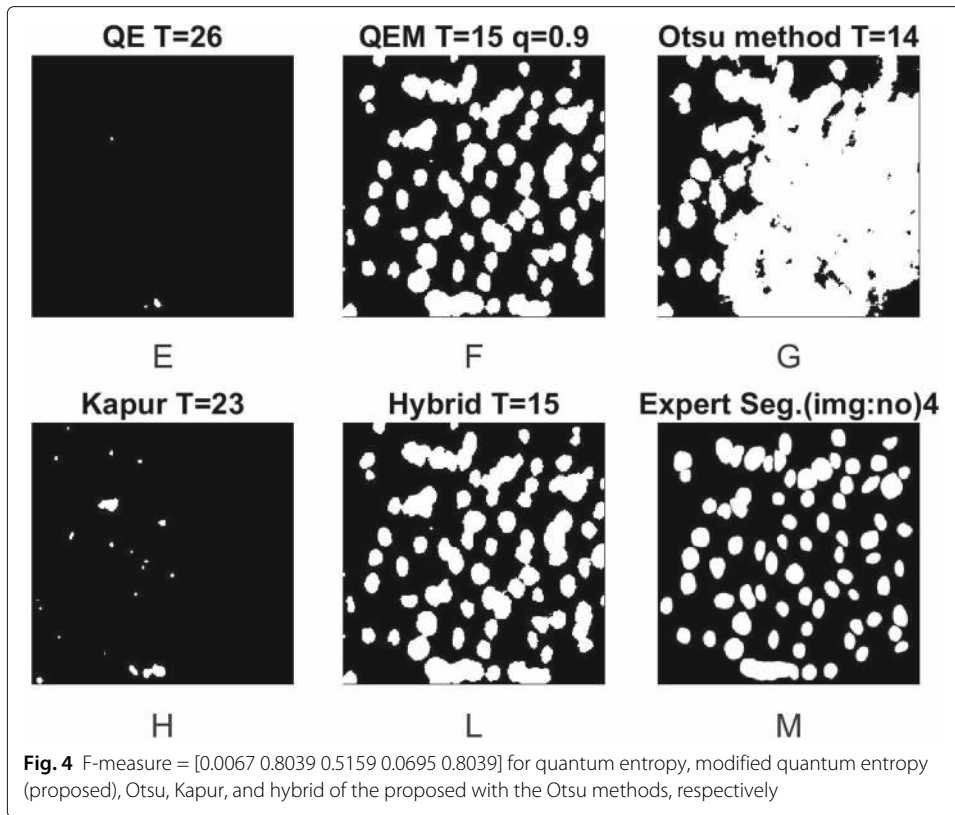 QE T=26
QEM T=15 q=0.9
Otsu method T=14
E
F
G
Kapur T=23
Hybrid T=15
Expert Seg.(img:no)4
H
L
M
Fig. 4 F-measure = [0.0067 0.8039 0.5159 0.0695 0.8039] for quantum entropy, modified quantum entropy
(proposed), Otsu, Kapur, and hybrid of the proposed with the Otsu methods, respectively